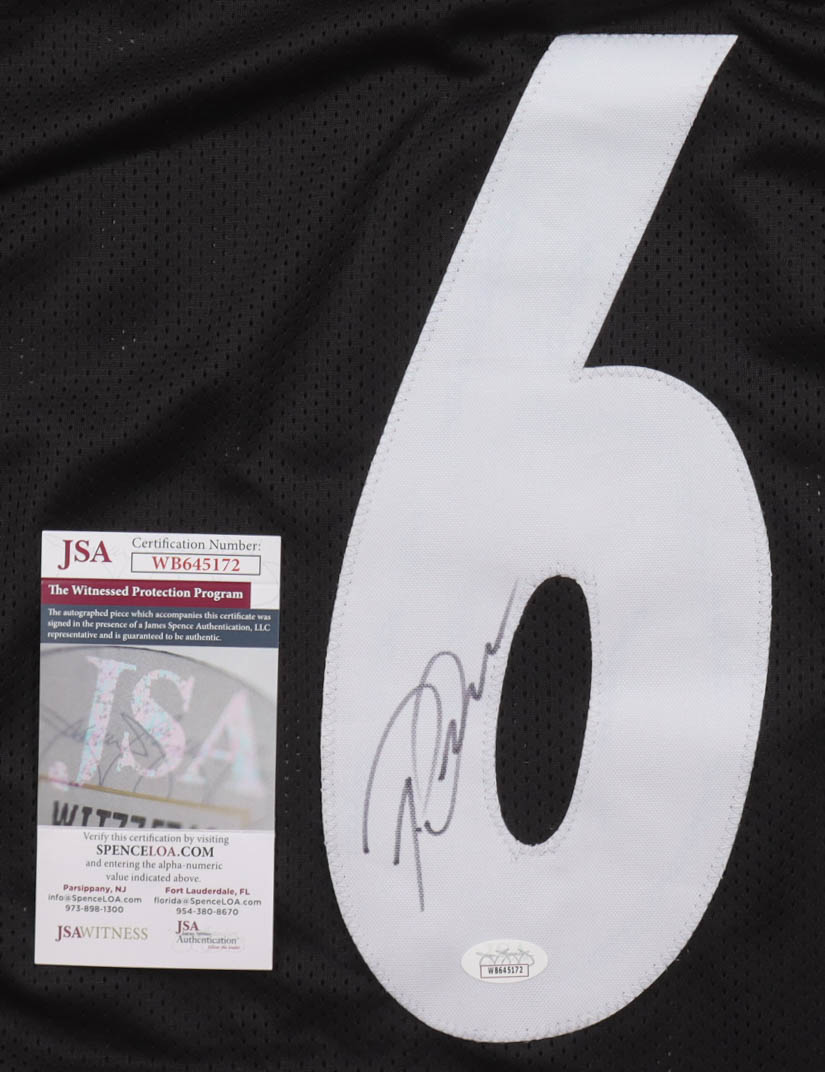 6
JSA
Certification Number:
WB645172
The Witnessed Protection Program
The autographed piece which accompanies this certificate was
signed in the presence of a James Spence Authentication, LLC
representative and is guaranteed to be authentic.
JSA
Verify this certification by visiting
SPENCELOA.COM
and entering the alpha-numeric
value indicated above.
Parsippany, NJ
info@SpenceLOA.com
973-898-1300
Fort Lauderdale, FL
florida@SpenceLOA.com
954-380-8670
JSAWITNESS
JSA
Authentication
WB645172